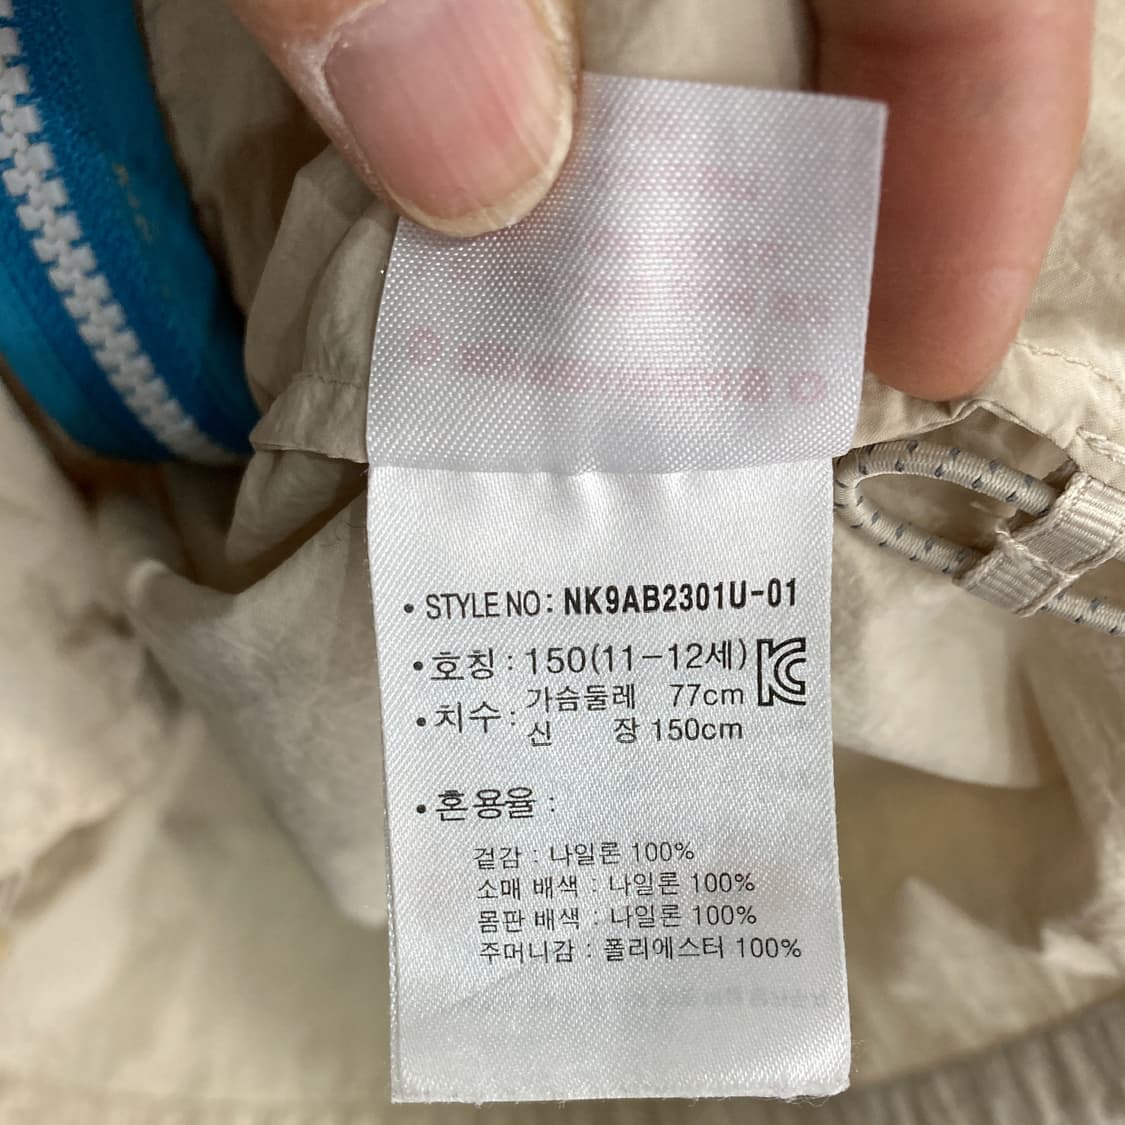 • STYLE NO : NK9AB2301U-01
• 호칭 : 150(11-12세)
• 치수 : 가슴둘레 77cm
신 장 150cm
• 혼용율 :
겉감 : 나일론 100%
소매 배색 : 나일론 100%
몸판 배색 : 나일론 100%
주머니감 : 폴리에스터 100%